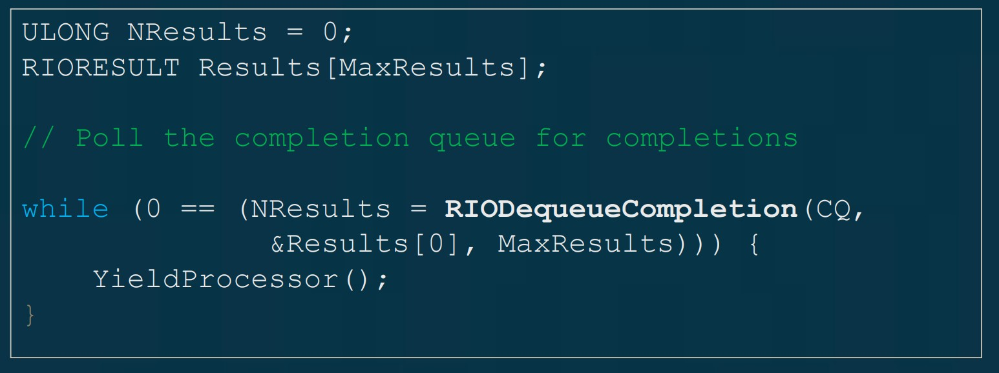 ULONG NResults = 0;
RIORESULT Results[MaxResults];
// Poll the completion queue for completions
while (0 == (NResults = RIODequeueCompletion(CQ,
&Results[0], MaxResults))) {
YieldProcessor();
}